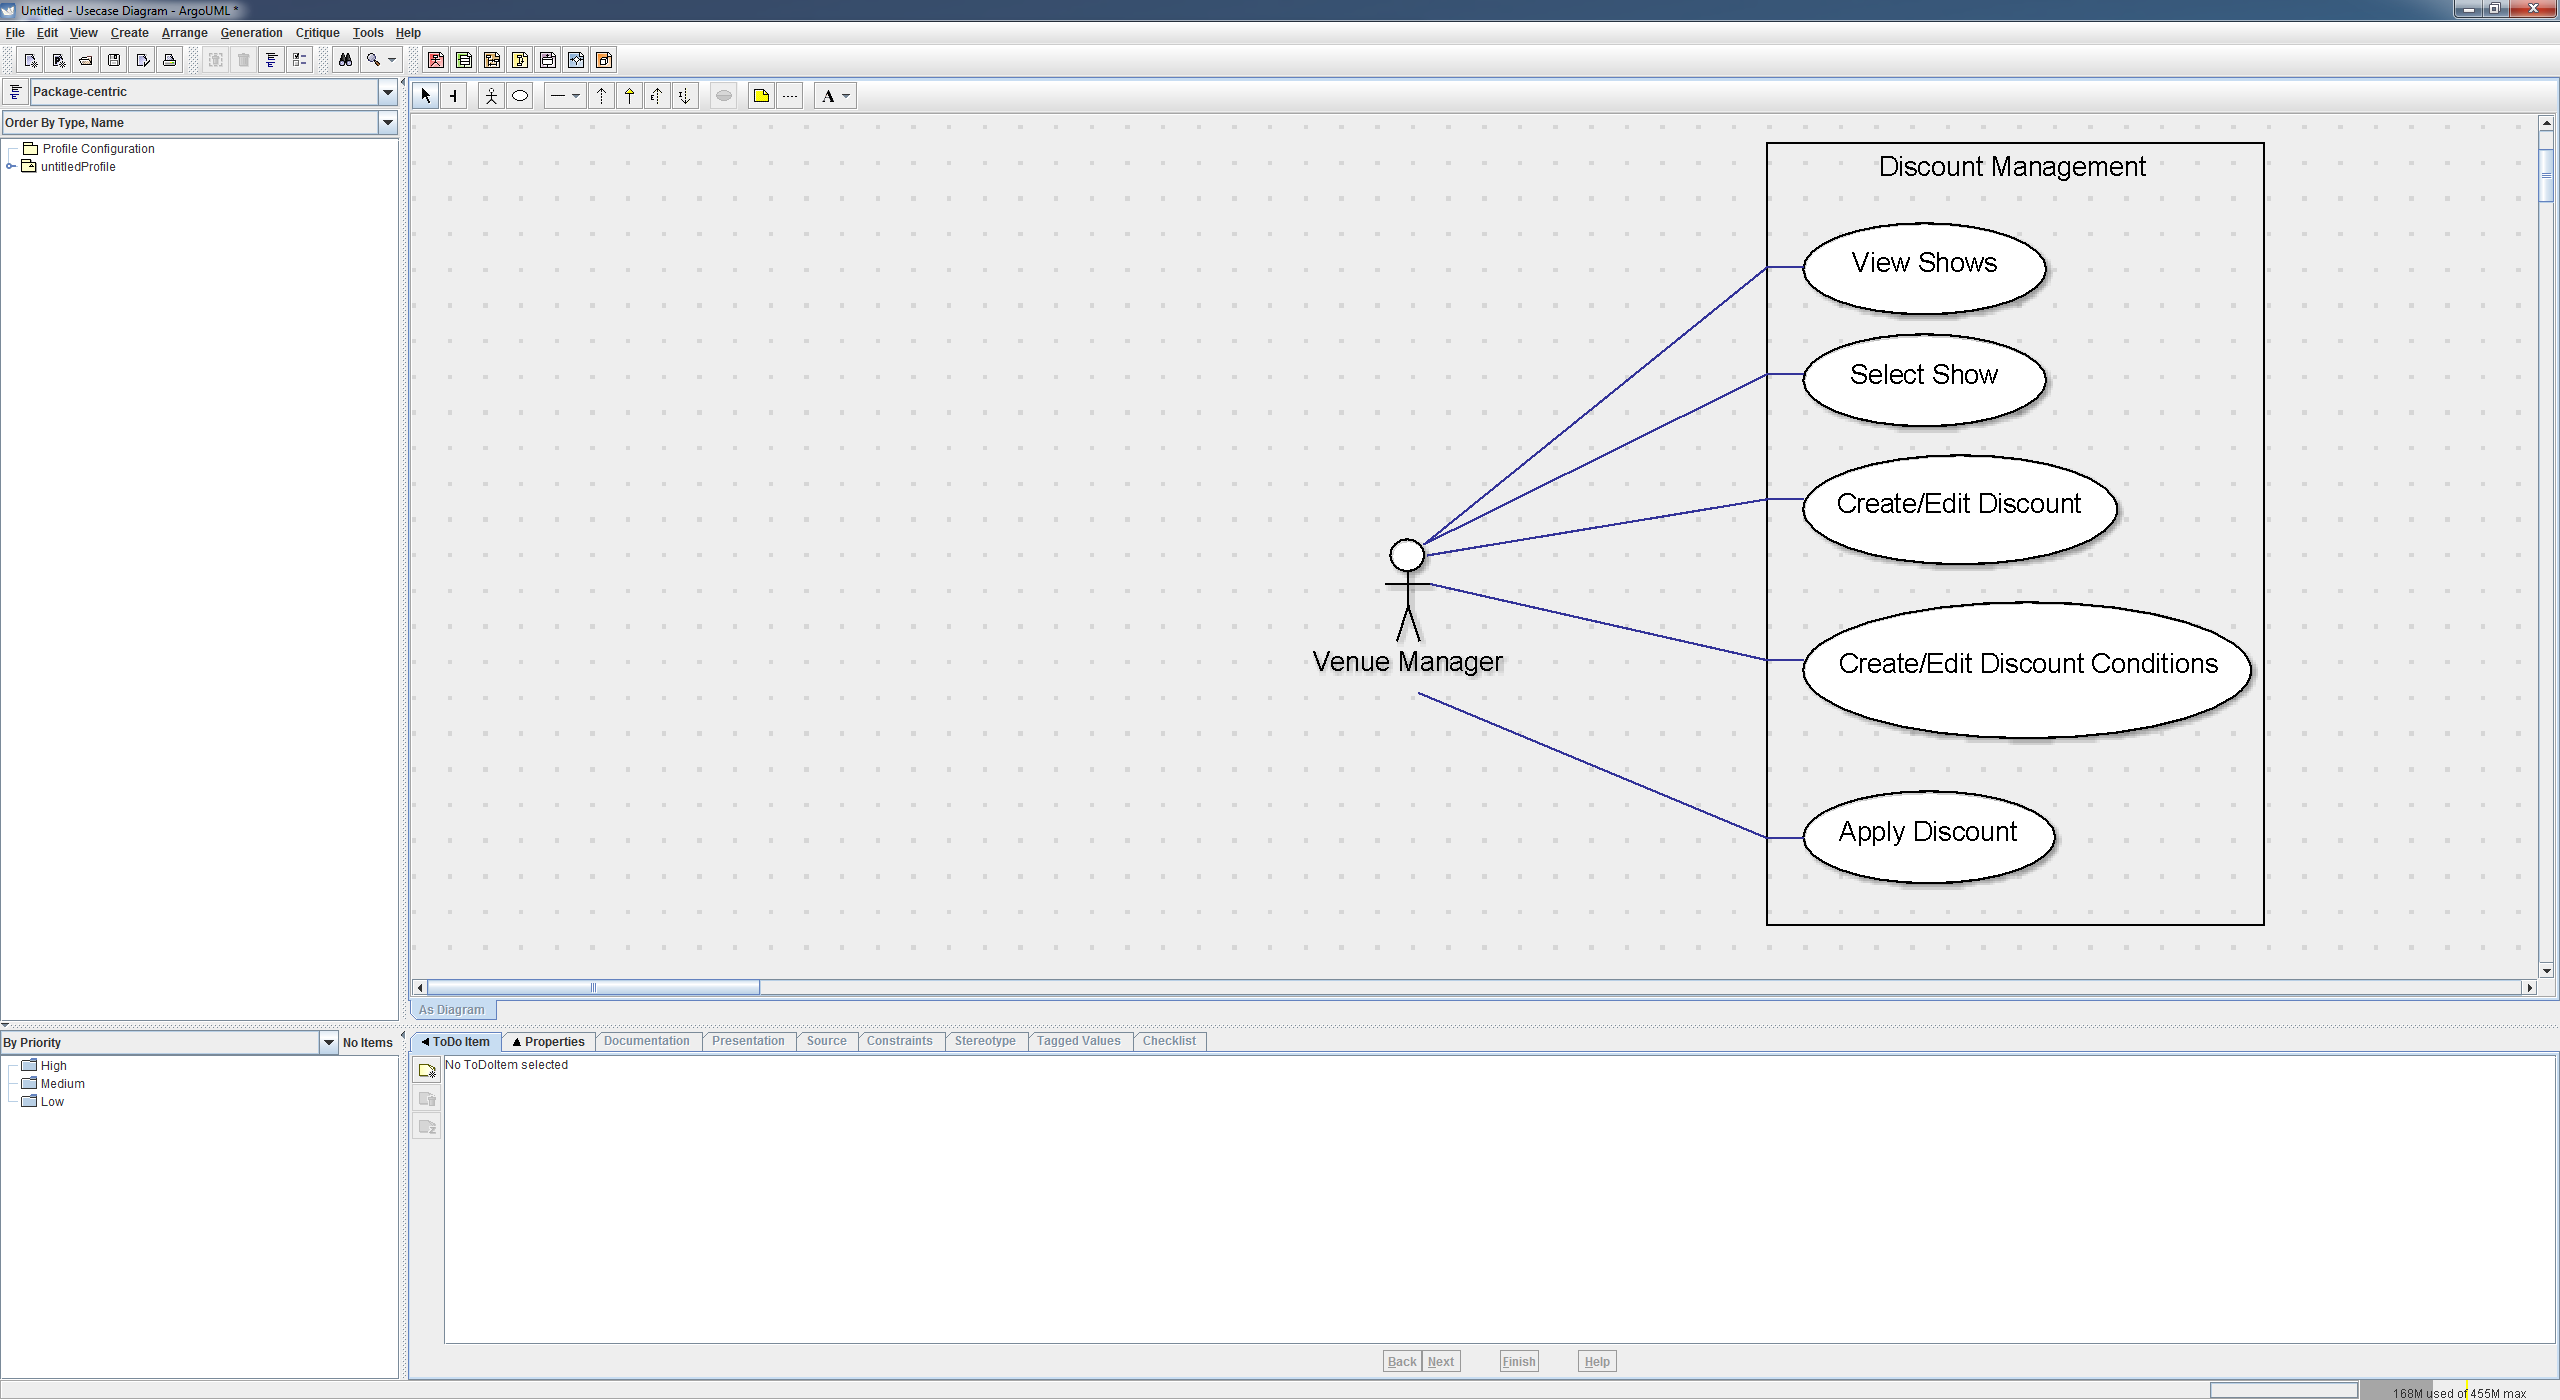 Untitled - Usecase Diagram - ArgoUML *
File Edit View Create Arrange Generation Critique Tools Help
Package-centric
Order By Type, Name
Profile Configuration
untitledProfile
A
Discount Management
View Shows
Select Show
Create/Edit Discount
Create/Edit Discount Conditions
Venue Manager
Apply Discount
As Diagram
By Priority No Items
High
Medium
Low
ToDo Item Properties Documentation Presentation Source Constraints Stereotype Tagged Values Checklist
No ToDoItem selected
Back Next Finish Help
168M used of 455M max